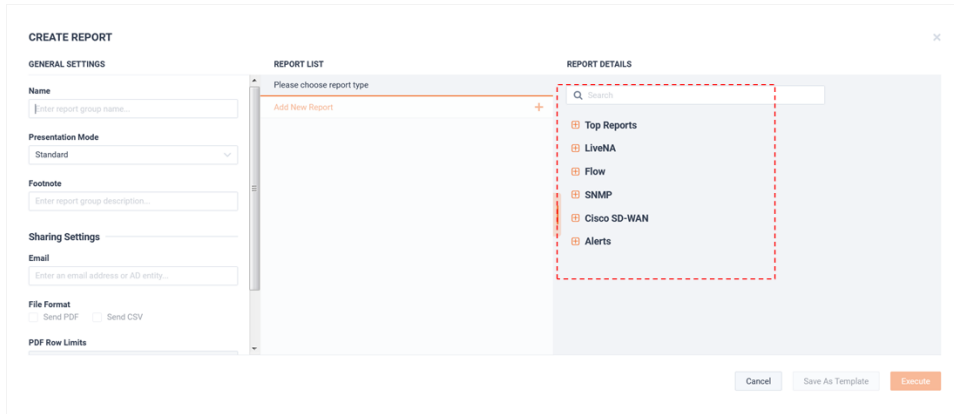 CREATE REPORT
GENERAL SETTINGS
Name
Enter report group name...
Presentation Mode
Standard
Footnote
Enter report group description...
Sharing Settings
Email
Enter an email address or AD entity...
File Format
Send PDF Send CSV
PDF Row Limits
REPORT LIST
Please choose report type
Add New Report
REPORT DETAILS
Search
Top Reports
LiveNA
Flow
SNMP
Cisco SD-WAN
Alerts
Cancel Save As Template Execute